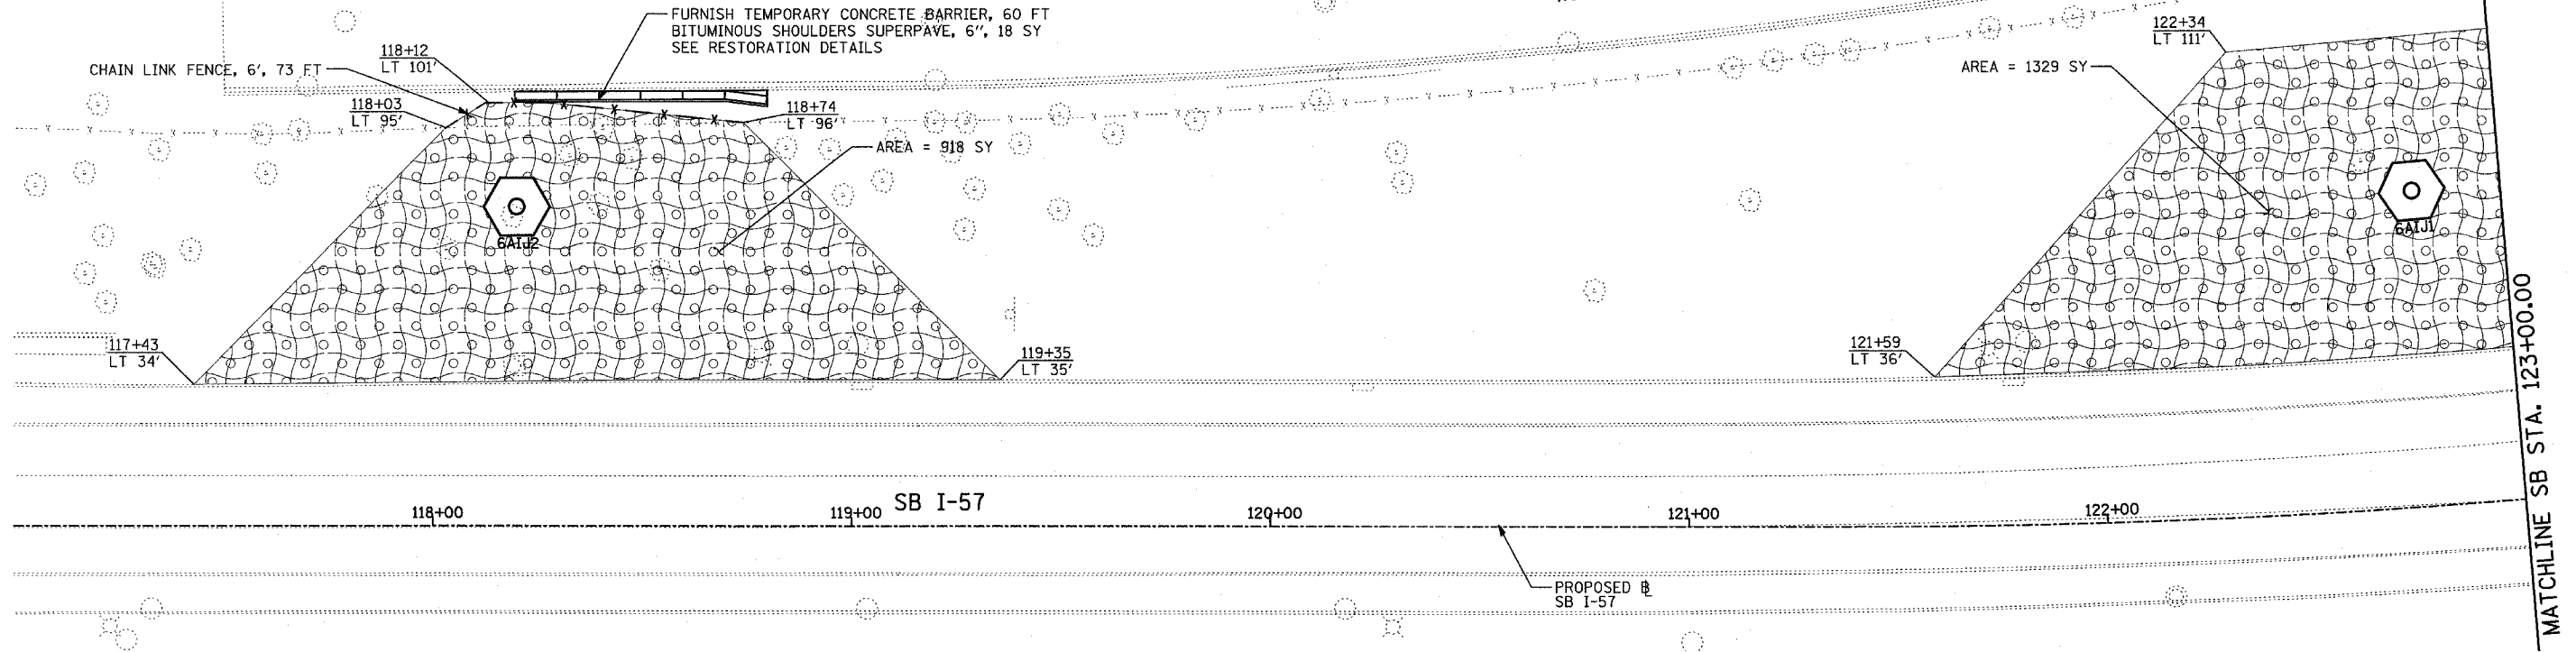 FURNISH TEMPORARY CONCRETE BARRIER, 60 FT
BITUMINOUS SHOULDERS SUPERPAVE, 6", 18 SY
SEE RESTORATION DETAILS
118+12
LT 101'
CHAIN LINK FENCE, 6', 73 FT
118+03
LT 95'
118+74
LT 96'
AREA = 918 SY
6AIJ2
117+43
LT 34'
119+35
LT 35'
122+34
LT 111'
AREA = 1329 SY
6AIJ1
121+59
LT 36'
SB I-57
118+00
119+00
120+00
121+00
122+00
PROPOSED BL
SB I-57
MATCHLINE SB STA. 123+00.00